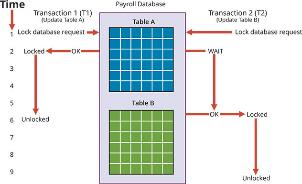 Time
Transaction 1 (T1)
(Update Table A)
Payroll Database
Transaction 2 (T2)
(Update Table B)
Table A
1
Lock database request
Lock database request
2
Locked
OK
WAIT
3
4
5
Table B
6
Unlocked
OK
Locked
7
8
9
Unlocked